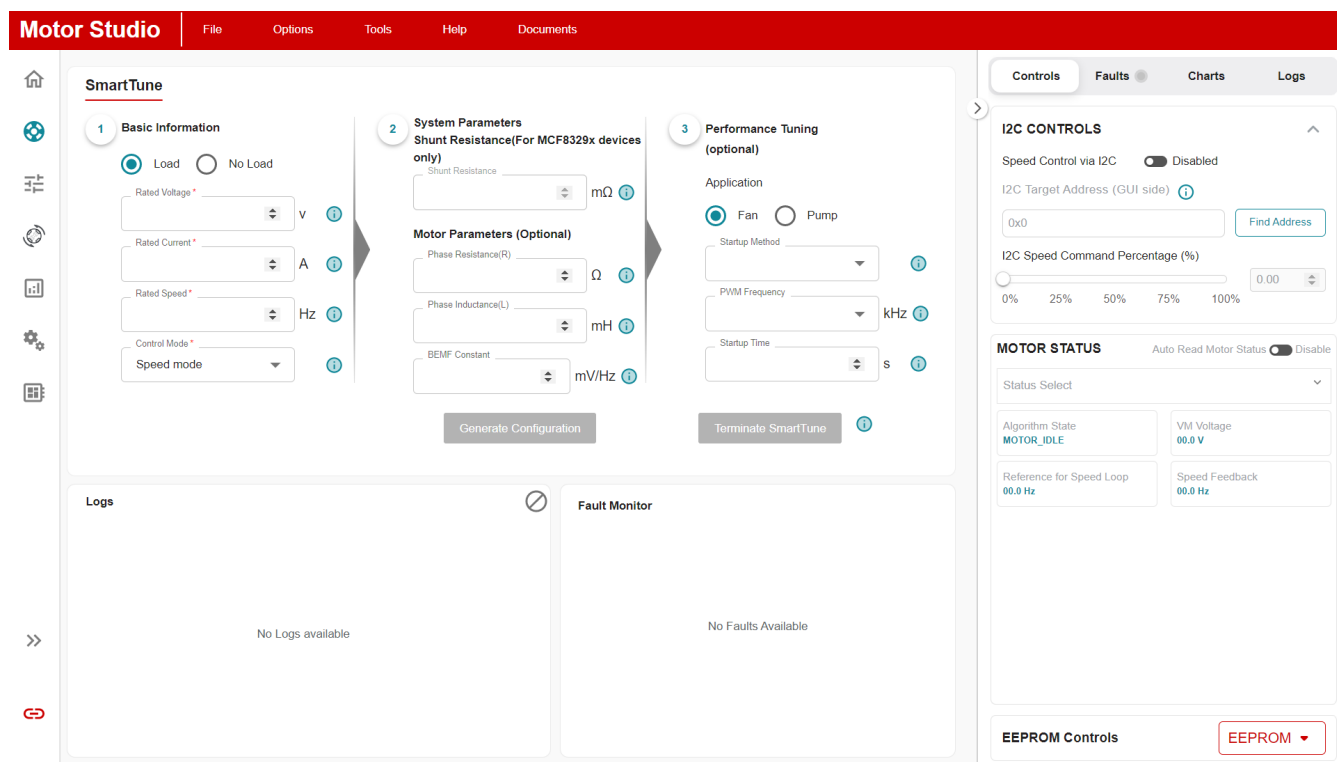 Motor Studio
File
Options
Tools
Help
Documents
SmartTune
1
Basic Information
Load
No Load
Rated Voltage *
V
Rated Current *
A
Rated Speed *
Hz
Control Mode *
Speed mode
2
System Parameters
Shunt Resistance(For MCF8329x devices
only)
Shunt Resistance
mΩ
Motor Parameters (Optional)
Phase Resistance(R)
Ω
Phase Inductance(L)
mH
BEMF Constant
mV/Hz
Generate Configuration
3
Performance Tuning
(optional)
Application
Fan
Pump
Startup Method
PWM Frequency
kHz
Startup Time
s
Terminate SmartTune
Logs
No Logs available
Fault Monitor
No Faults Available
Controls
Faults
Charts
Logs
I2C CONTROLS
Speed Control via I2C
Disabled
I2C Target Address (GUI side)
0x0
Find Address
I2C Speed Command Percentage (%)
0.00
0%
25%
50%
75%
100%
MOTOR STATUS
Auto Read Motor Status
Disable
Status Select
Algorithm State
MOTOR_IDLE
VM Voltage
00.0 V
Reference for Speed Loop
00.0 Hz
Speed Feedback
00.0 Hz
EEPROM Controls
EEPROM